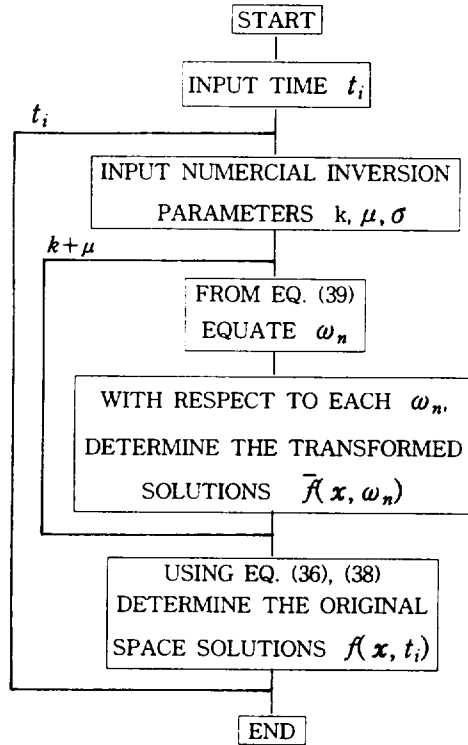 START
INPUT TIME t_i
t_i
INPUT NUMERCIAL INVERSION
PARAMETERS k, μ, σ
k+μ
FROM EQ. (39)
EQUATE ω_n
WITH RESPECT TO EACH ω_n,
DETERMINE THE TRANSFORMED
SOLUTIONS f̅(x, ω_n)
USING EQ. (36), (38)
DETERMINE THE ORIGINAL
SPACE SOLUTIONS f(x, t_i)
END